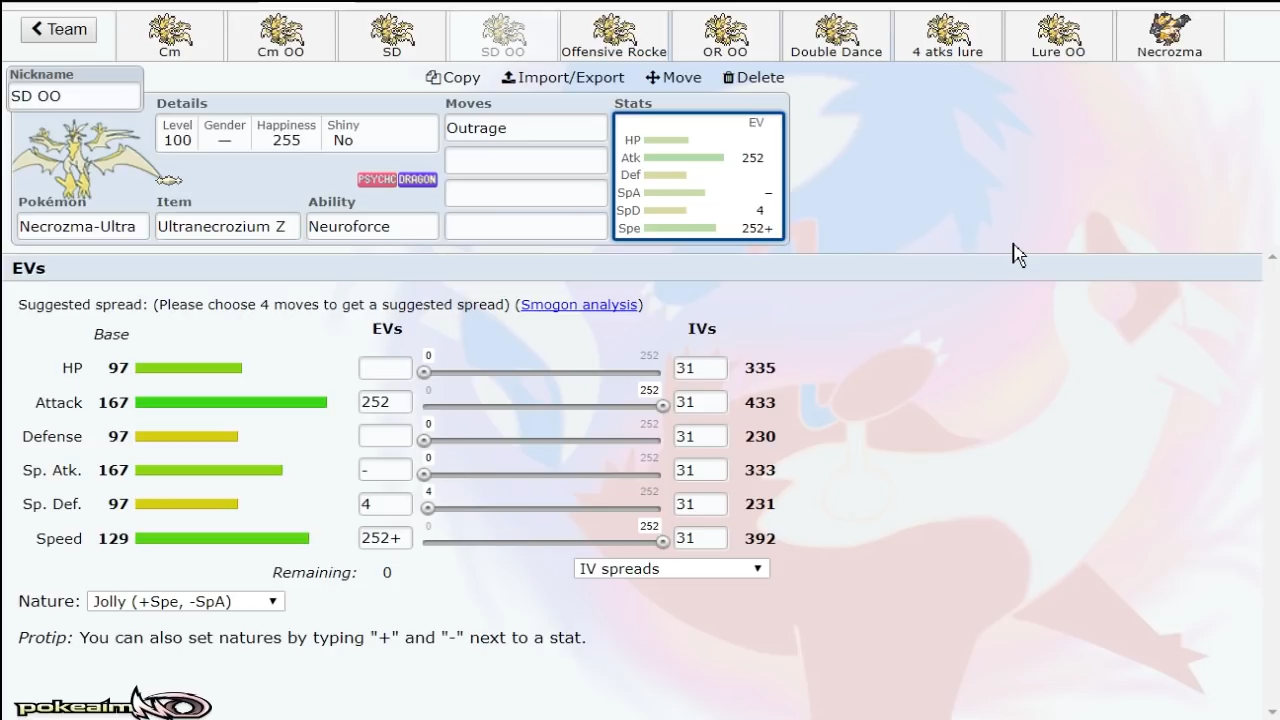 Team
Cm
Cm OO
SD
SD OO
Offensive Rocke
OR OO
Double Dance
4 atks lure
Lure OO
Necrozma
Nickname
SD OO
Copy
Import/Export
Move
Delete
Details
Level
100
Gender
—
Happiness
255
Shiny
No
PSYCHC DRAGON
Pokémon
Necrozma-Ultra
Item
Ultranecrozium Z
Ability
Neuroforce
Moves
Outrage
Stats
EV
HP
Atk 252
Def
SpA –
SpD 4
Spe 252+
EVs
Suggested spread: (Please choose 4 moves to get a suggested spread) (Smogon analysis)
Base EVs IVs
HP 97 0 252 31 335
Attack 167 252 0 252 31 433
Defense 97 0 252 31 230
Sp. Atk. 167 - 0 252 31 333
Sp. Def. 97 4 4 252 31 231
Speed 129 252+ 0 252 31 392
Remaining: 0
IV spreads
Nature: Jolly (+Spe, -SpA)
Protip: You can also set natures by typing "+" and "-" next to a stat.
pokeaim